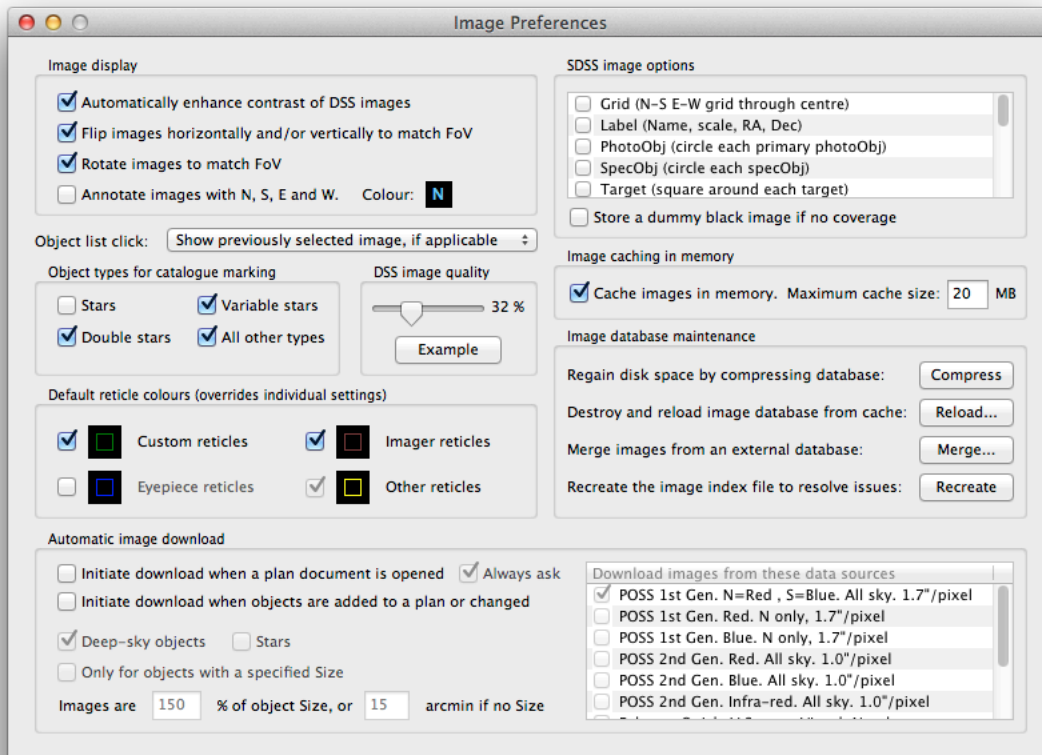 Image Preferences
Image display
Automatically enhance contrast of DSS images
Flip images horizontally and/or vertically to match FoV
Rotate images to match FoV
Annotate images with N, S, E and W. Colour: N
Object list click: Show previously selected image, if applicable
Object types for catalogue marking
Stars
Variable stars
Double stars
All other types
DSS image quality
32 %
Example
Default reticle colours (overrides individual settings)
Custom reticles
Imager reticles
Eyepiece reticles
Other reticles
SDSS image options
Grid (N-S E-W grid through centre)
Label (Name, scale, RA, Dec)
PhotoObj (circle each primary photoObj)
SpecObj (circle each specObj)
Target (square around each target)
Store a dummy black image if no coverage
Image caching in memory
Cache images in memory. Maximum cache size: 20 MB
Image database maintenance
Regain disk space by compressing database: Compress
Destroy and reload image database from cache: Reload...
Merge images from an external database: Merge...
Recreate the image index file to resolve issues: Recreate
Automatic image download
Initiate download when a plan document is opened Always ask
Initiate download when objects are added to a plan or changed
Deep-sky objects Stars
Only for objects with a specified Size
Images are 150 % of object Size, or 15 arcmin if no Size
Download images from these data sources
POSS 1st Gen. N=Red , S=Blue. All sky. 1.7"/pixel
POSS 1st Gen. Red. N only, 1.7"/pixel
POSS 1st Gen. Blue. N only, 1.7"/pixel
POSS 2nd Gen. Red. All sky. 1.0"/pixel
POSS 2nd Gen. Blue. All sky. 1.0"/pixel
POSS 2nd Gen. Infra-red. All sky. 1.0"/pixel